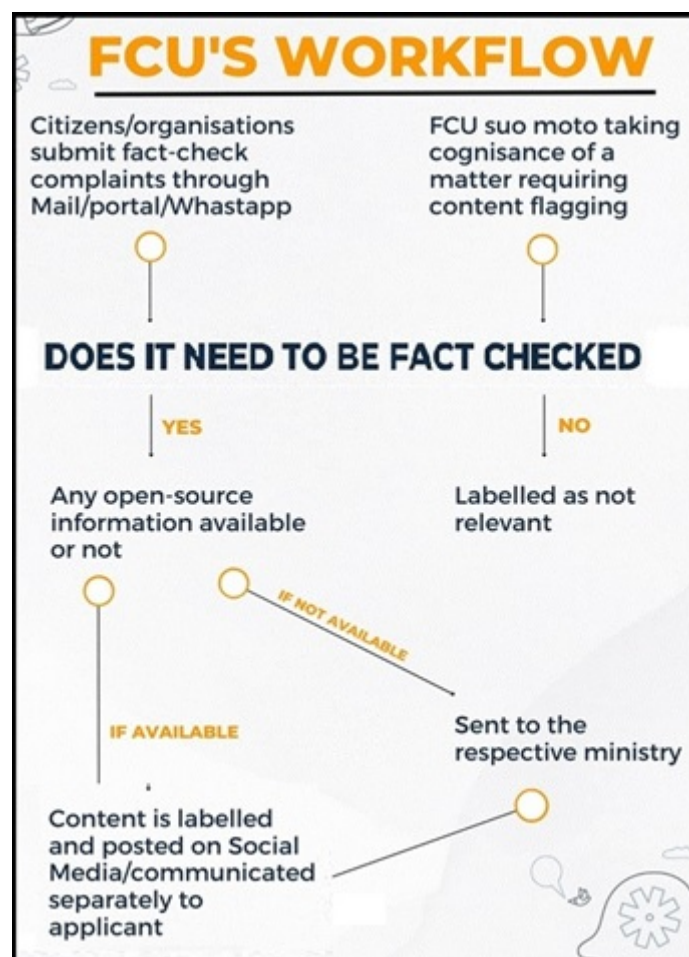 FCU'S WORKFLOW
Citizens/organisations
submit fact-check
complaints through
Mail/portal/Whastapp
FCU suo moto taking
cognisance of a
matter requiring
content flagging
DOES IT NEED TO BE FACT CHECKED
YES
NO
Any open-source
information available
or not
Labelled as not
relevant
IF NOT AVAILABLE
IF AVAILABLE
Sent to the
respective ministry
Content is labelled
and posted on Social
Media/communicated
separately to
applicant